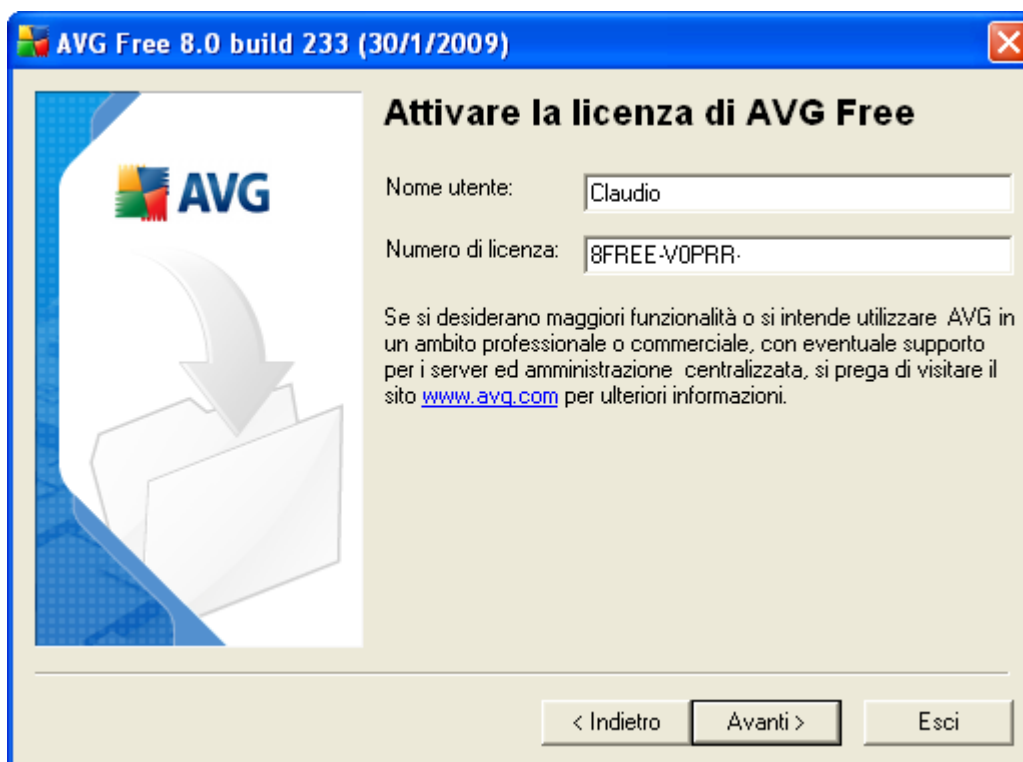 AVG Free 8.0 build 233 (30/1/2009)
AVG
Attivare la licenza di AVG Free
Nome utente: Claudio
Numero di licenza: 8FREE-V0PRR-
Se si desiderano maggiori funzionalità o si intende utilizzare AVG in
un ambito professionale o commerciale, con eventuale supporto
per i server ed amministrazione centralizzata, si prega di visitare il
sito www.avg.com per ulteriori informazioni.
< Indietro Avanti > Esci